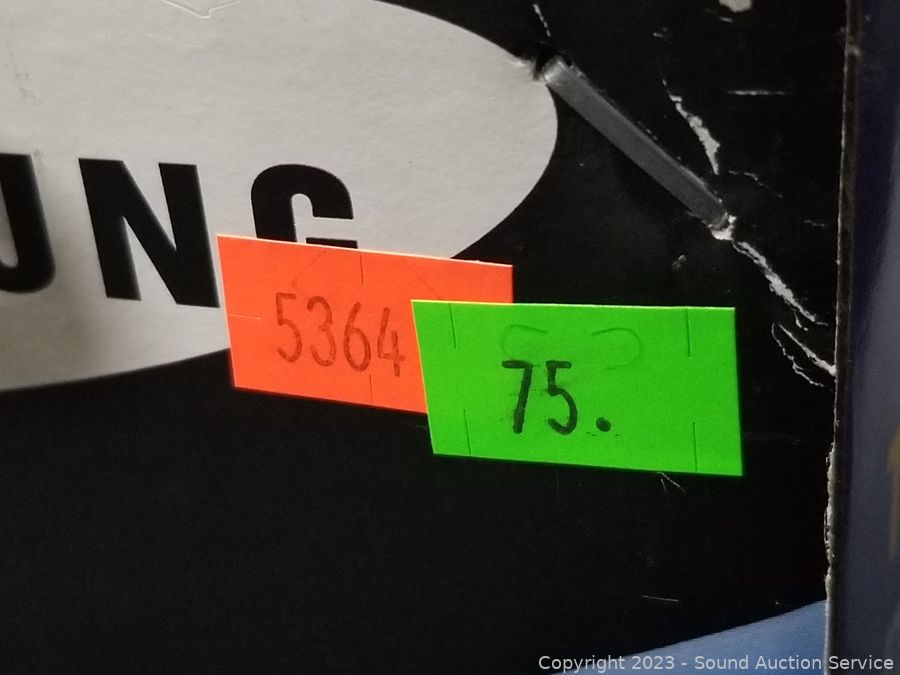 UNG
5364
75.
Copyright 2023 - Sound Auction Service